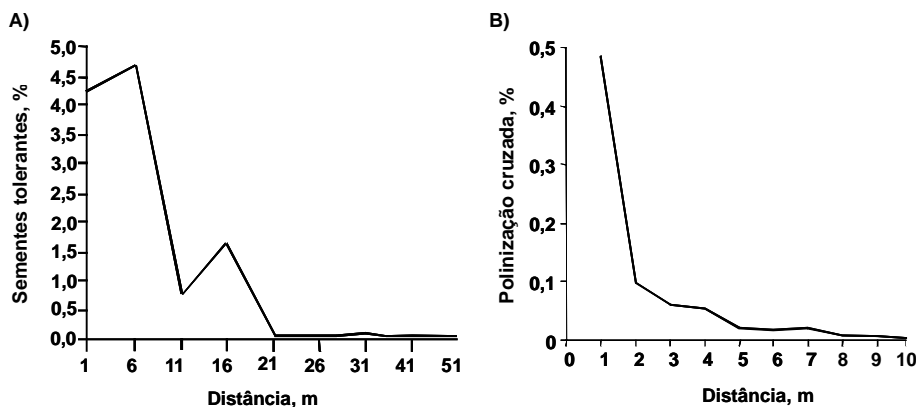 A)
Sementes tolerantes, %
5,0
4,5
4,0
3,5
3,0
2,5
2,0
1,5
1,0
0,5
0,0
1 6 11 16 21 26 31 41 51
Distância, m
B)
Polinização cruzada, %
0,5
0,4
0,3
0,2
0,1
0
0 1 2 3 4 5 6 7 8 9 10
Distância, m